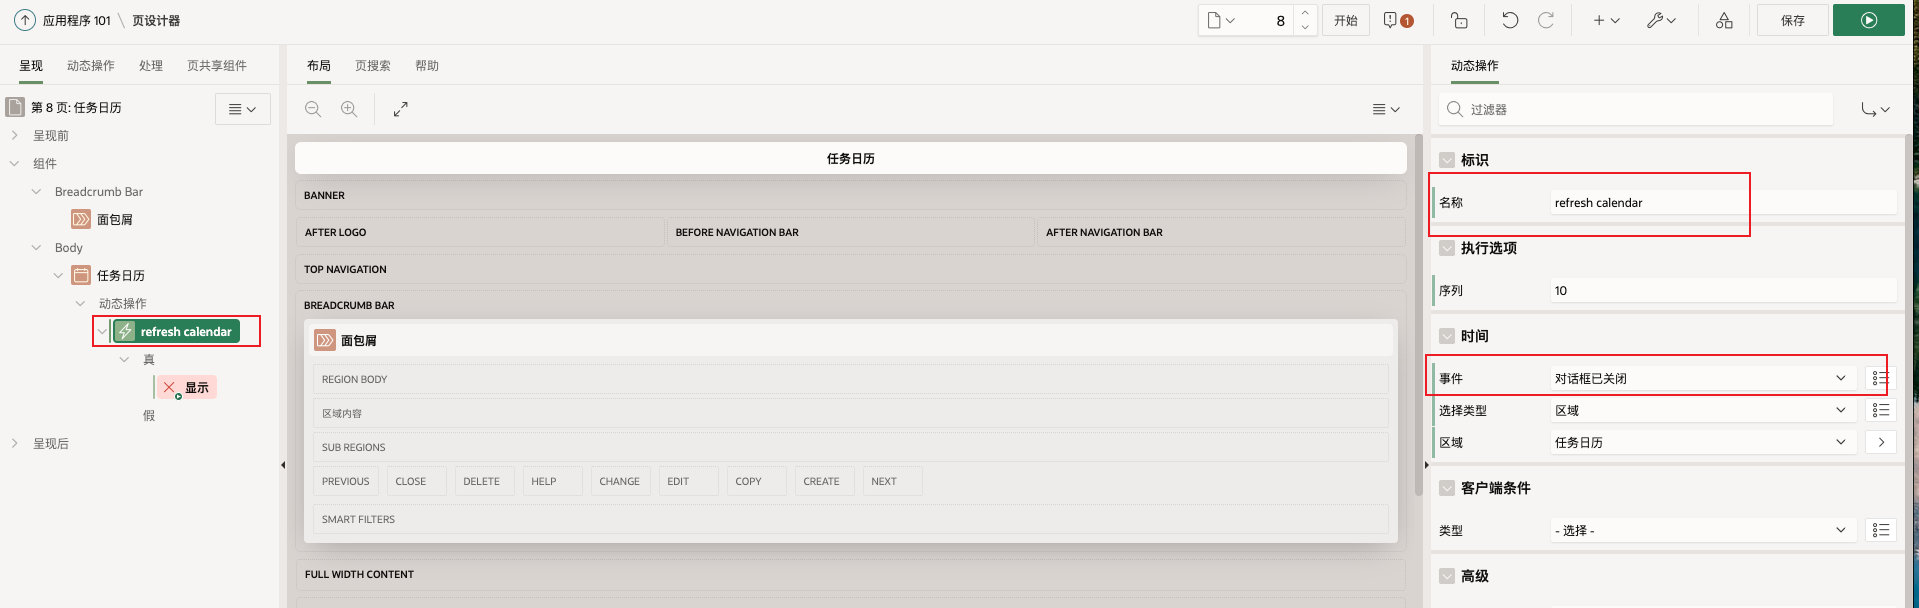 应用程序 101 \ 页设计器
8
开始
1
保存
呈现 动态操作 处理 页共享组件
第 8 页: 任务日历
呈现前
组件
Breadcrumb Bar
面包屑
Body
任务日历
动态操作
refresh calendar
真
显示
假
呈现后
布局 页搜索 帮助
任务日历
BANNER
AFTER LOGO BEFORE NAVIGATION BAR AFTER NAVIGATION BAR
TOP NAVIGATION
BREADCRUMB BAR
面包屑
REGION BODY
区域内容
SUB REGIONS
PREVIOUS CLOSE DELETE HELP CHANGE EDIT COPY CREATE NEXT
SMART FILTERS
FULL WIDTH CONTENT
动态操作
过滤器
标识
名称 refresh calendar
执行选项
序列 10
时间
事件 对话框已关闭
选择类型 区域
区域 任务日历
客户端条件
类型 - 选择 -
高级